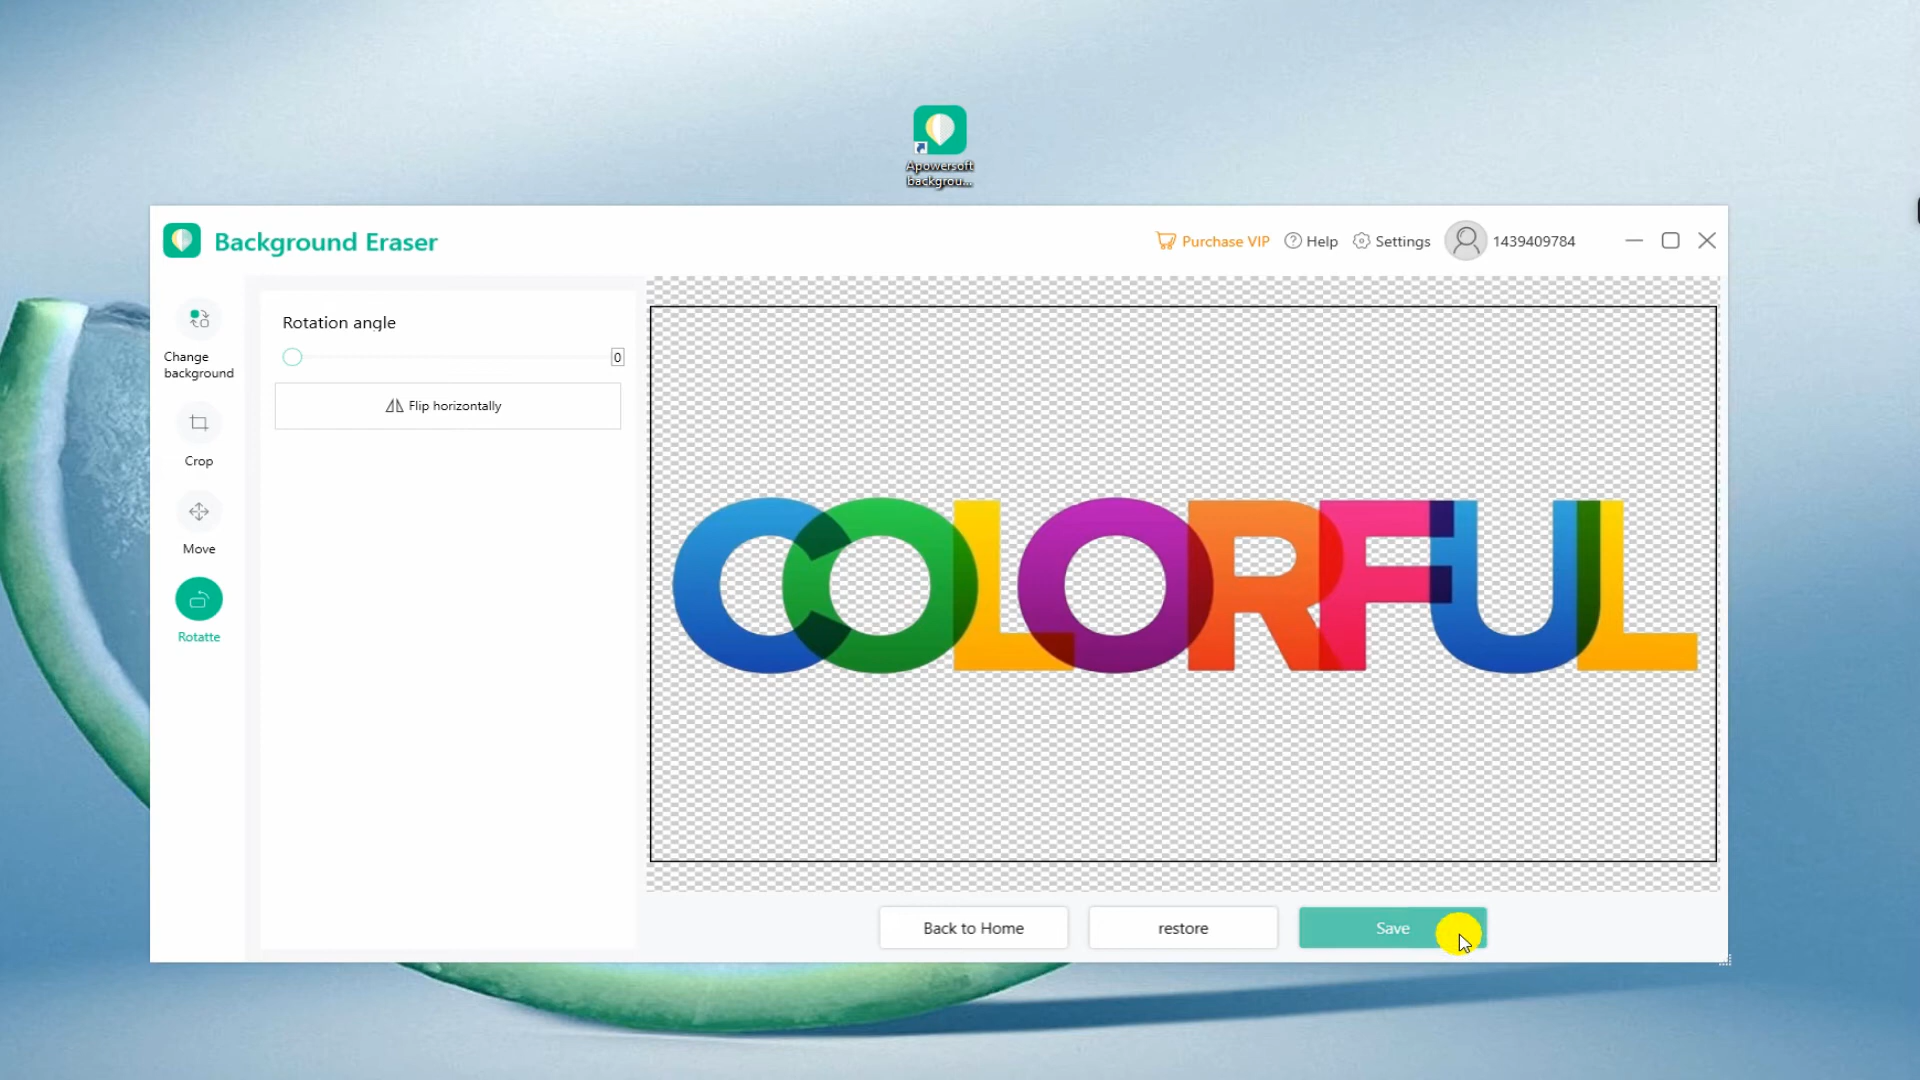 Apowersoft
backgrou...
Background Eraser
Purchase VIP
Help
Settings
1439409784
Change
background
Crop
Move
Rotatte
Rotation angle
0
Flip horizontally
COLORFUL
Back to Home
restore
Save